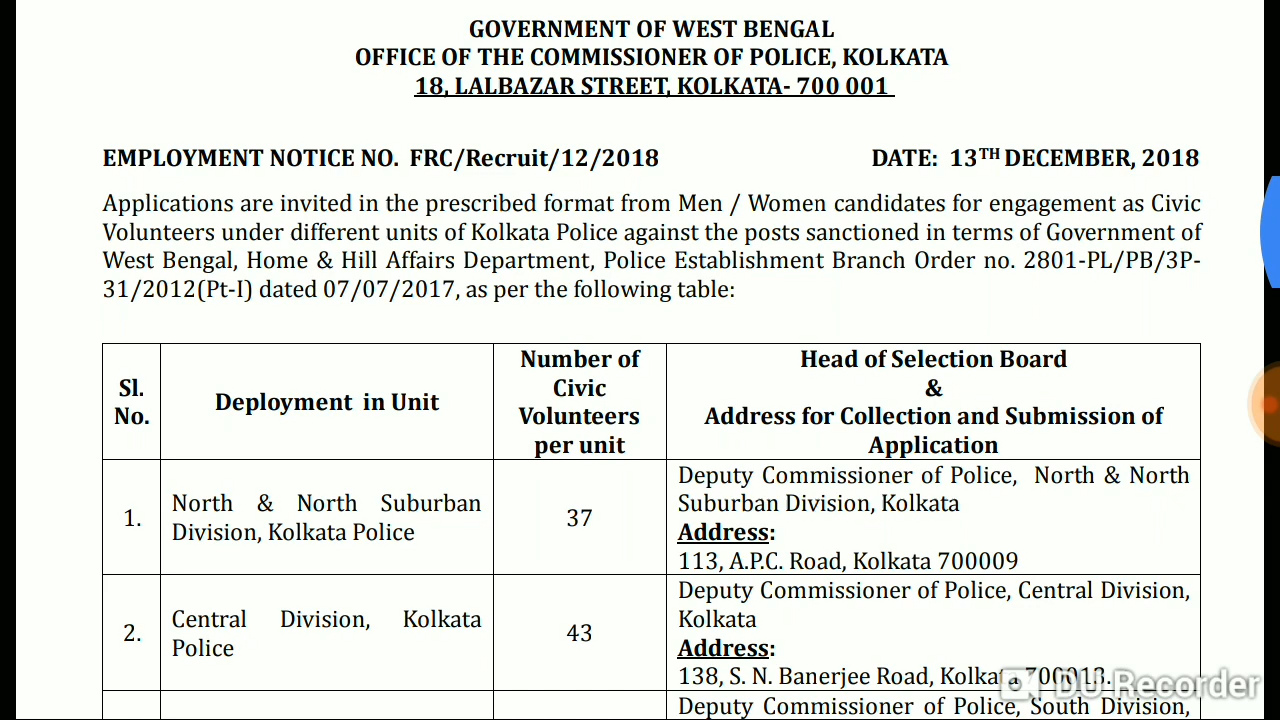 GOVERNMENT OF WEST BENGAL
OFFICE OF THE COMMISSIONER OF POLICE, KOLKATA
18, LALBAZAR STREET, KOLKATA- 700 001
EMPLOYMENT NOTICE NO. FRC/Recruit/12/2018 DATE: 13TH DECEMBER, 2018
Applications are invited in the prescribed format from Men / Women candidates for engagement as Civic
Volunteers under different units of Kolkata Police against the posts sanctioned in terms of Government of
West Bengal, Home & Hill Affairs Department, Police Establishment Branch Order no. 2801-PL/PB/3P-
31/2012(Pt-I) dated 07/07/2017, as per the following table:
Sl.
No.
Deployment in Unit
Number of
Civic
Volunteers
per unit
Head of Selection Board
&
Address for Collection and Submission of
Application
1.
North & North Suburban
Division, Kolkata Police
37
Deputy Commissioner of Police, North & North
Suburban Division, Kolkata
Address:
113, A.P.C. Road, Kolkata 700009
2.
Central Division, Kolkata
Police
43
Deputy Commissioner of Police, Central Division,
Kolkata
Address:
138, S. N. Banerjee Road, Kolkata 700013.
Deputy Commissioner of Police, South Division,
DU Recorder